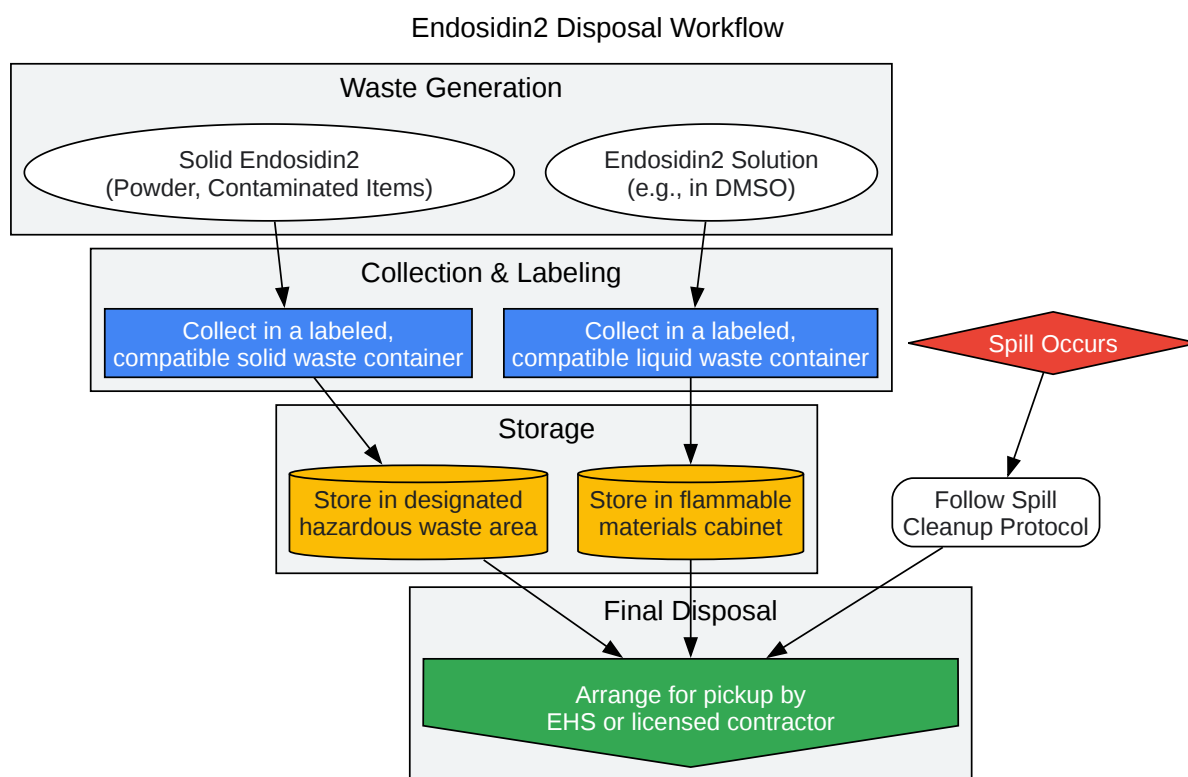 Endosidin2 Disposal Workflow
Waste Generation
Solid Endosidin2
(Powder, Contaminated Items)
Endosidin2 Solution
(e.g., in DMSO)
Collection & Labeling
Collect in a labeled,
compatible solid waste container
Collect in a labeled,
compatible liquid waste container
Spill Occurs
Storage
Store in designated
hazardous waste area
Store in flammable
materials cabinet
Follow Spill
Cleanup Protocol
Final Disposal
Arrange for pickup by
EHS or licensed contractor